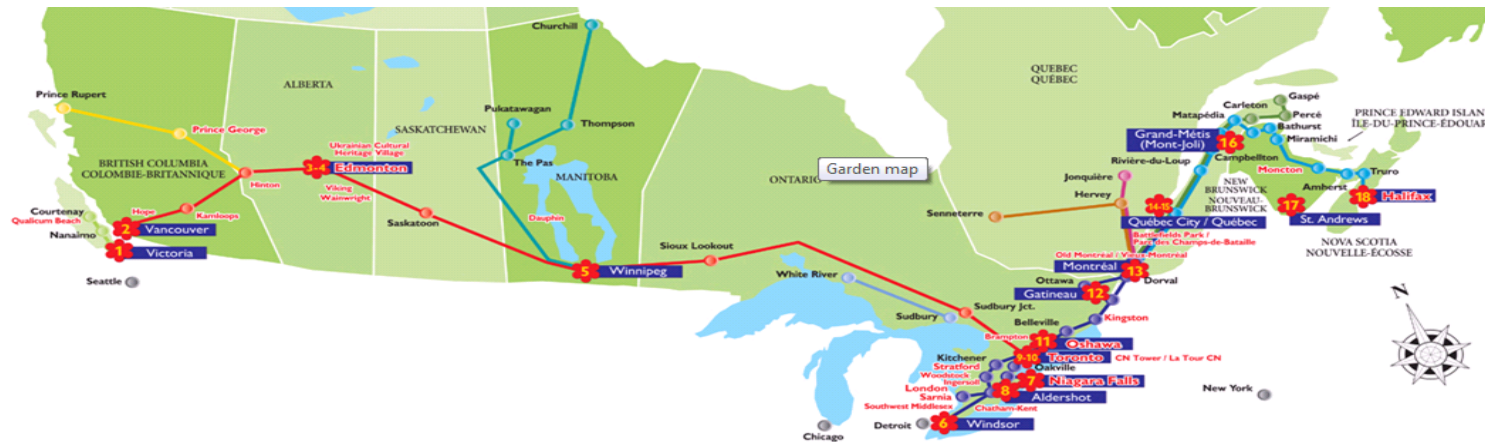 Churchill
QUEBEC
QUÉBEC
ALBERTA
Gaspé
Carleton
Prince Rupert
Pukatawagan
Matapédia
Percé
PRINCE EDWARD ISLAN
ÎLE-DU-PRINCE-ÉDOUAR
Prince George
SASKATCHEWAN
Thompson
Grand-Métis
(Mont-Joli)
16
Bathurst
Miramichi
Ukrainian Cultural
Heritage Village
BRITISH COLUMBIA
COLOMBIE-BRITANNIQUE
3-4
Edmonton
The Pas
MANITOBA
Garden map
ONTARIO
Rivière-du-Loup
Campbellton
Moncton
Truro
Hinton
Jonquière
Hervey
NEW
BRUNSWICK
NOUVEAU-
BRUNSWICK
Amherst
18
Halifax
Viking
Wainwright
Courtenay
Qualicum Beach
Nanaimo
Hope
Kamloops
2
Vancouver
Saskatoon
Dauphin
Senneterre
14-15
Québec City / Québec
17
St. Andrews
Battlefields Park /
Parc des Champs-de-Bataille
NOVA SCOTIA
NOUVELLE-ÉCOSSE
1
Victoria
Sioux Lookout
Old Montréal / Vieux-Montréal
Montréal
13
5
Winnipeg
White River
Seattle
Ottawa
Dorval
Gatineau
12
N
Sudbury
Sudbury Jct.
Belleville
Kingston
Brampton
11
Oshawa
Kitchener
9-10
Toronto
CN Tower / La Tour CN
Stratford
Oakville
Woodstock
Ingersoll
7
Niagara Falls
London
Sarnia
8
Aldershot
New York
Southwest Middlesex
Chatham-Kent
Chicago
Detroit
6
Windsor